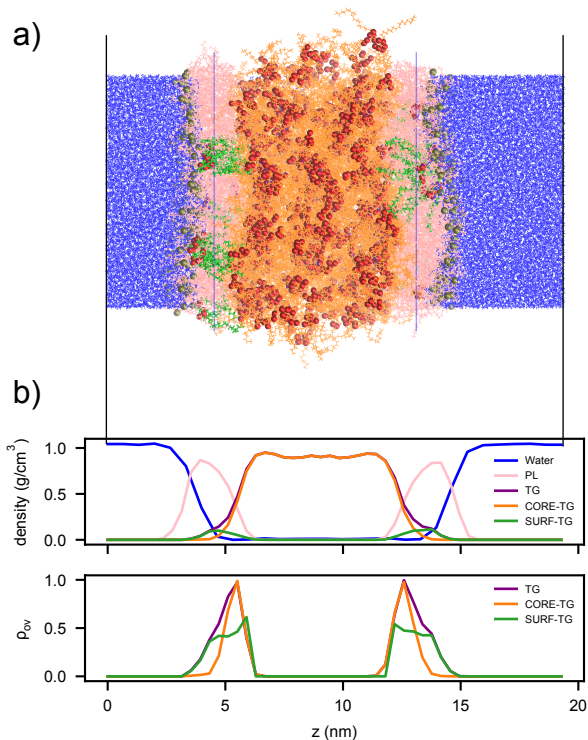 a)
b)
density (g/cm³)
1.0
0.5
0.0
Water
PL
TG
CORE-TG
SURF-TG
ρov
1.0
0.5
0.0
TG
CORE-TG
SURF-TG
0 5 10 15 20
z (nm)